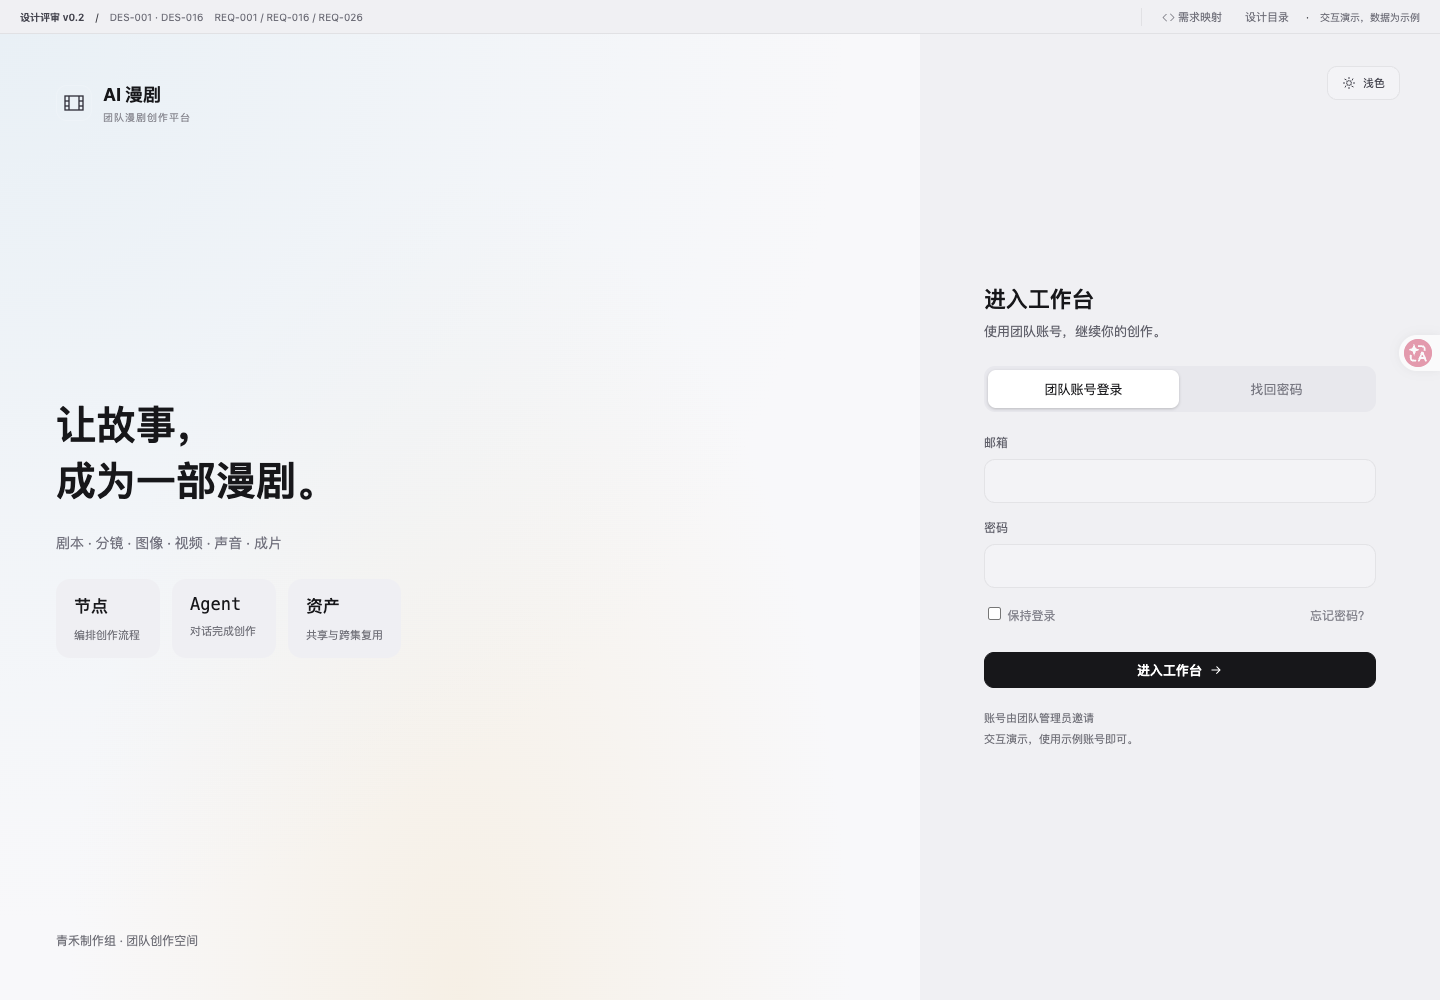 设计评审 v0.2 / DES-001 · DES-016 REQ-001 / REQ-016 / REQ-026
<> 需求映射 设计目录 · 交互演示，数据为示例
AI 漫剧
团队漫剧创作平台
浅色
让故事，
成为一部漫剧。
剧本 · 分镜 · 图像 · 视频 · 声音 · 成片
节点
编排创作流程
Agent
对话完成创作
资产
共享与跨集复用
青禾制作组 · 团队创作空间
进入工作台
使用团队账号，继续你的创作。
团队账号登录 找回密码
邮箱
密码
保持登录 忘记密码？
进入工作台 →
账号由团队管理员邀请
交互演示，使用示例账号即可。